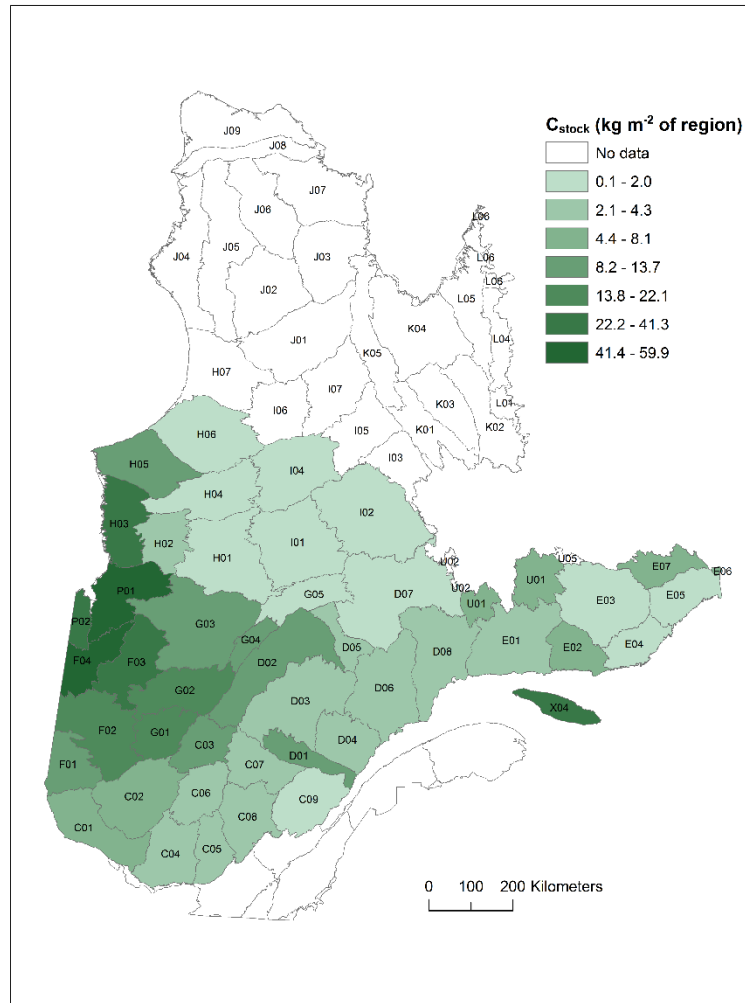 J09
J08
C_stock (kg m^-2 of region)
No data
0.1 - 2.0
2.1 - 4.3
4.4 - 8.1
8.2 - 13.7
13.8 - 22.1
22.2 - 41.3
41.4 - 59.9
J07
J06
L06
J05
J04
J03
L06
L06
J02
L05
K04
J01
L04
K05
H07
I07
K03
L01
I06
I05
K01
K02
I03
H06
H05
I04
H04
H03
I02
H02
H01
I01
U02
U05
E07
E06
U02
U01
P01
G05
D07
U01
E03
E05
P02
G03
G04
D05
D08
E01
E02
E04
F04
F03
D02
D06
G02
D03
X04
F02
G01
C03
D01
D04
F01
C07
C02
C06
C09
C01
C08
C04
C05
0 100 200 Kilometers